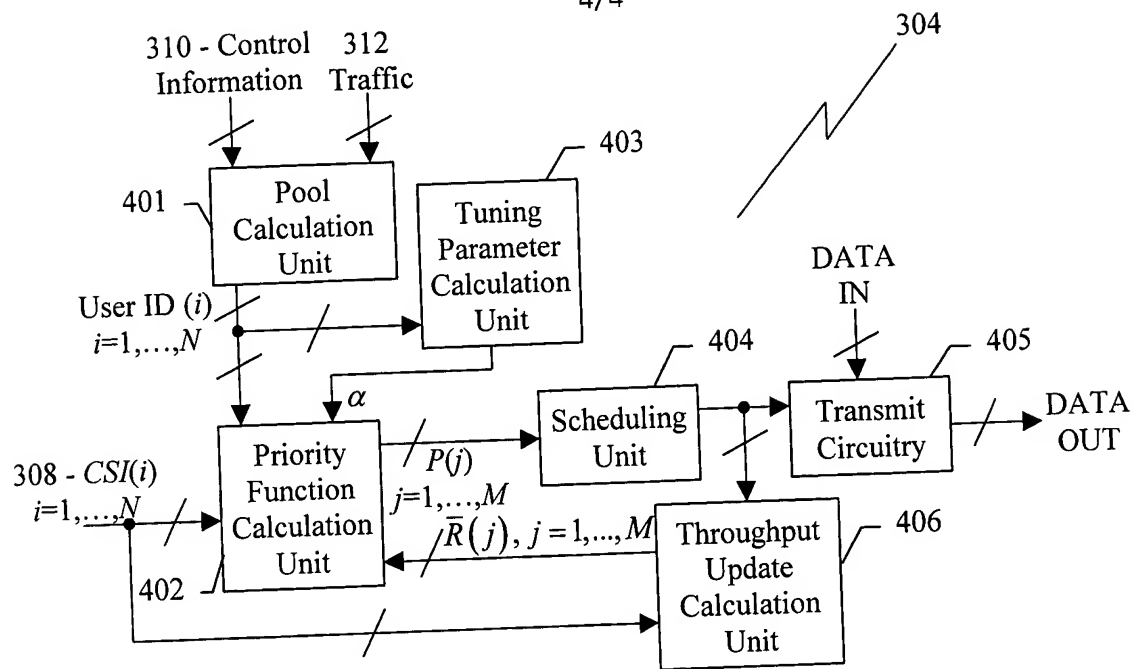 4/4
304
310 - Control
Information
312
Traffic
403
401
Pool
Calculation
Unit
Tuning
Parameter
Calculation
Unit
DATA
IN
User ID (i)
i=1,...,N
404
405
α
Scheduling
Unit
Transmit
Circuitry
DATA
OUT
308 - CSI(i)
i=1,...,N
Priority
Function
Calculation
Unit
P(j)
j=1,...,M
R̅(j), j = 1,..., M
406
Throughput
Update
Calculation
Unit
402